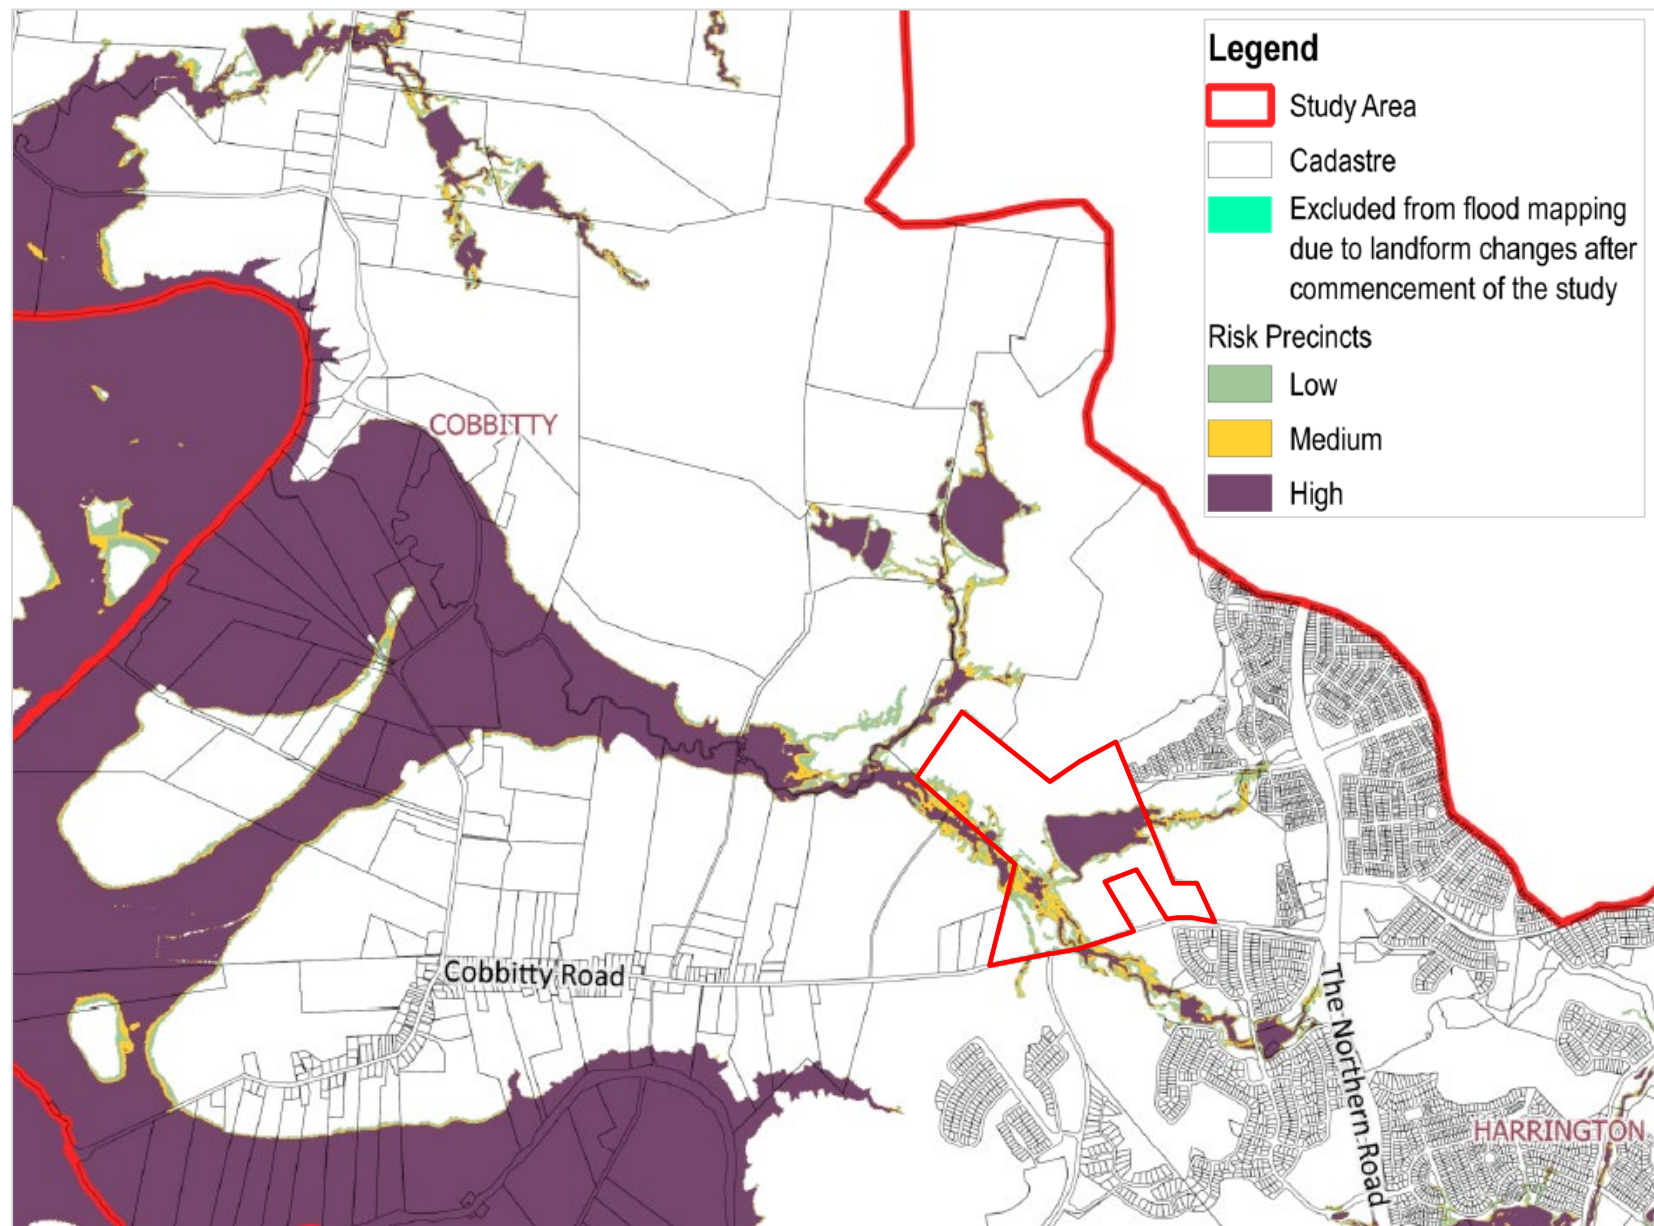 Legend
Study Area
Cadastre
Excluded from flood mapping
due to landform changes after
commencement of the study
Risk Precincts
Low
Medium
High
COBBITTY
Cobbitty Road
The Northern Road
HARRINGTON